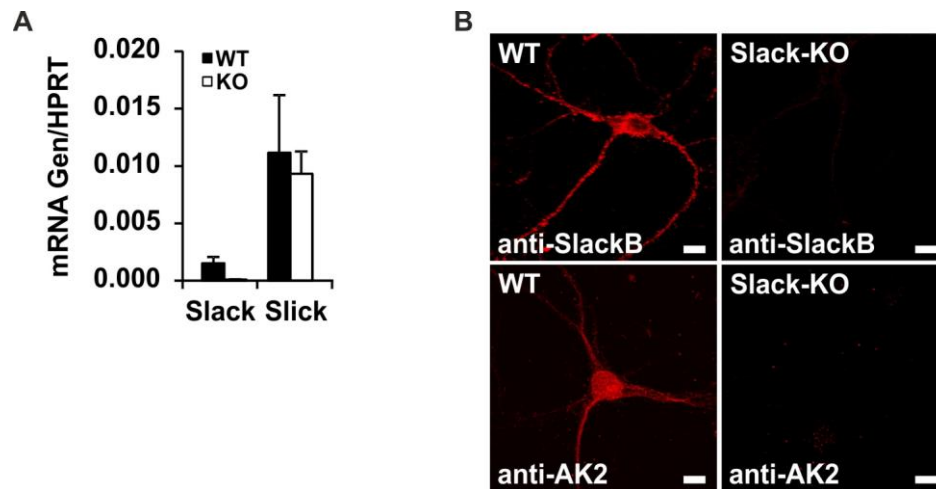 A
mRNA Gen/HPRT
0.020
0.015
0.010
0.005
0.000
WT
KO
Slack Slick
B
WT
Slack-KO
anti-SlackB
anti-SlackB
WT
Slack-KO
anti-AK2
anti-AK2